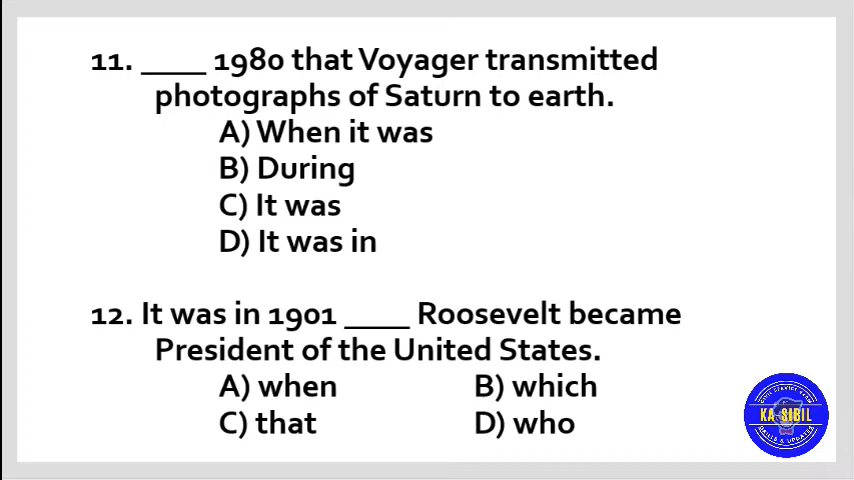 11. ____ 1980 that Voyager transmitted
photographs of Saturn to earth.
A) When it was
B) During
C) It was
D) It was in
12. It was in 1901 ____ Roosevelt became
President of the United States.
A) when B) which
C) that D) who
KA-SIBIL